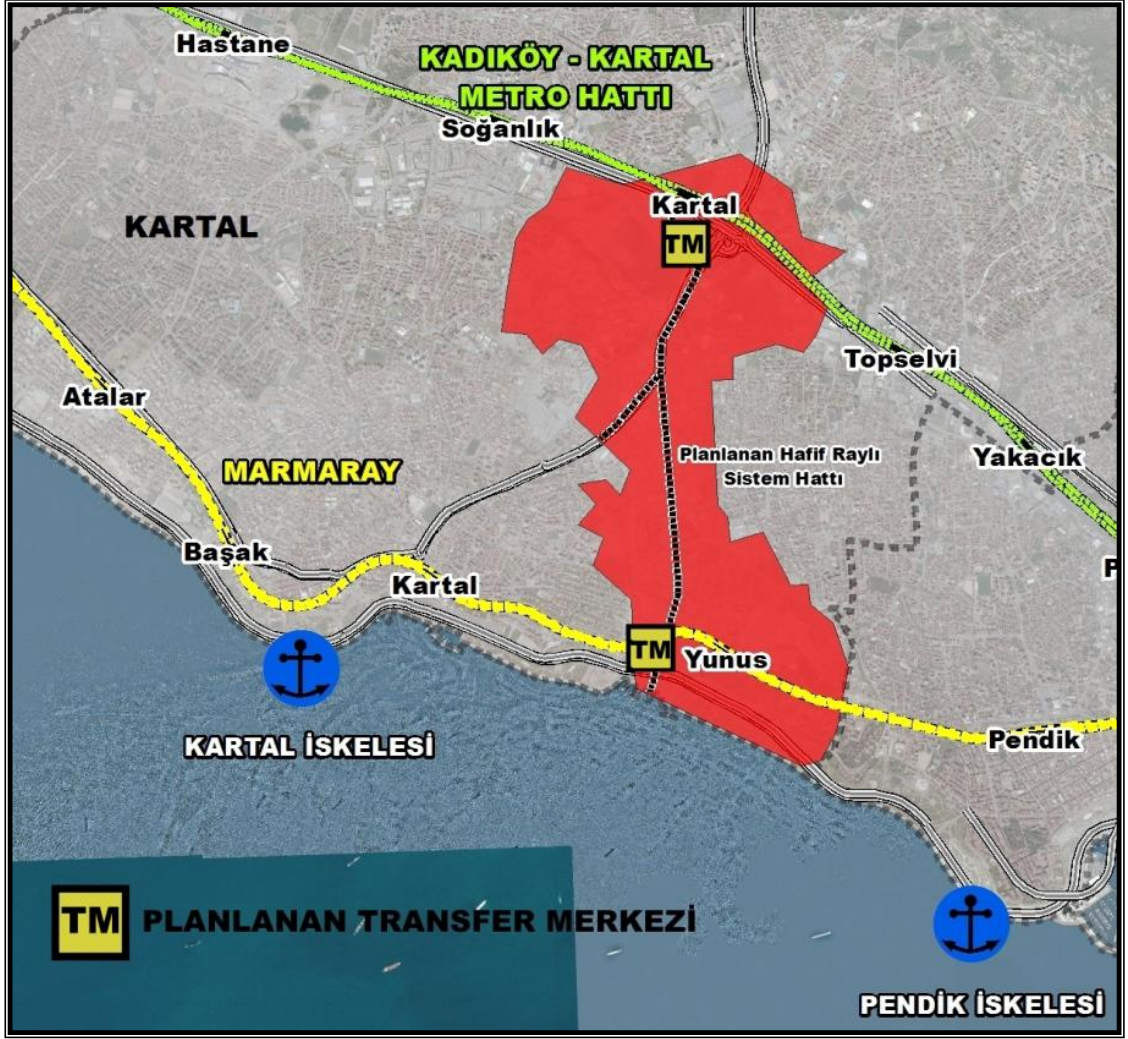 Hastane
KADIKÖY - KARTAL
METRO HATTI
Soğanlık
Kartal
TM
KARTAL
Topselvi
Atalar
Planlanan Hafif Raylı
Sistem Hattı
Yakacık
MARMARAY
Başak
Kartal
P
TM
Yunus
KARTAL İSKELESİ
Pendik
TM PLANLANAN TRANSFER MERKEZİ
PENDİK İSKELESİ